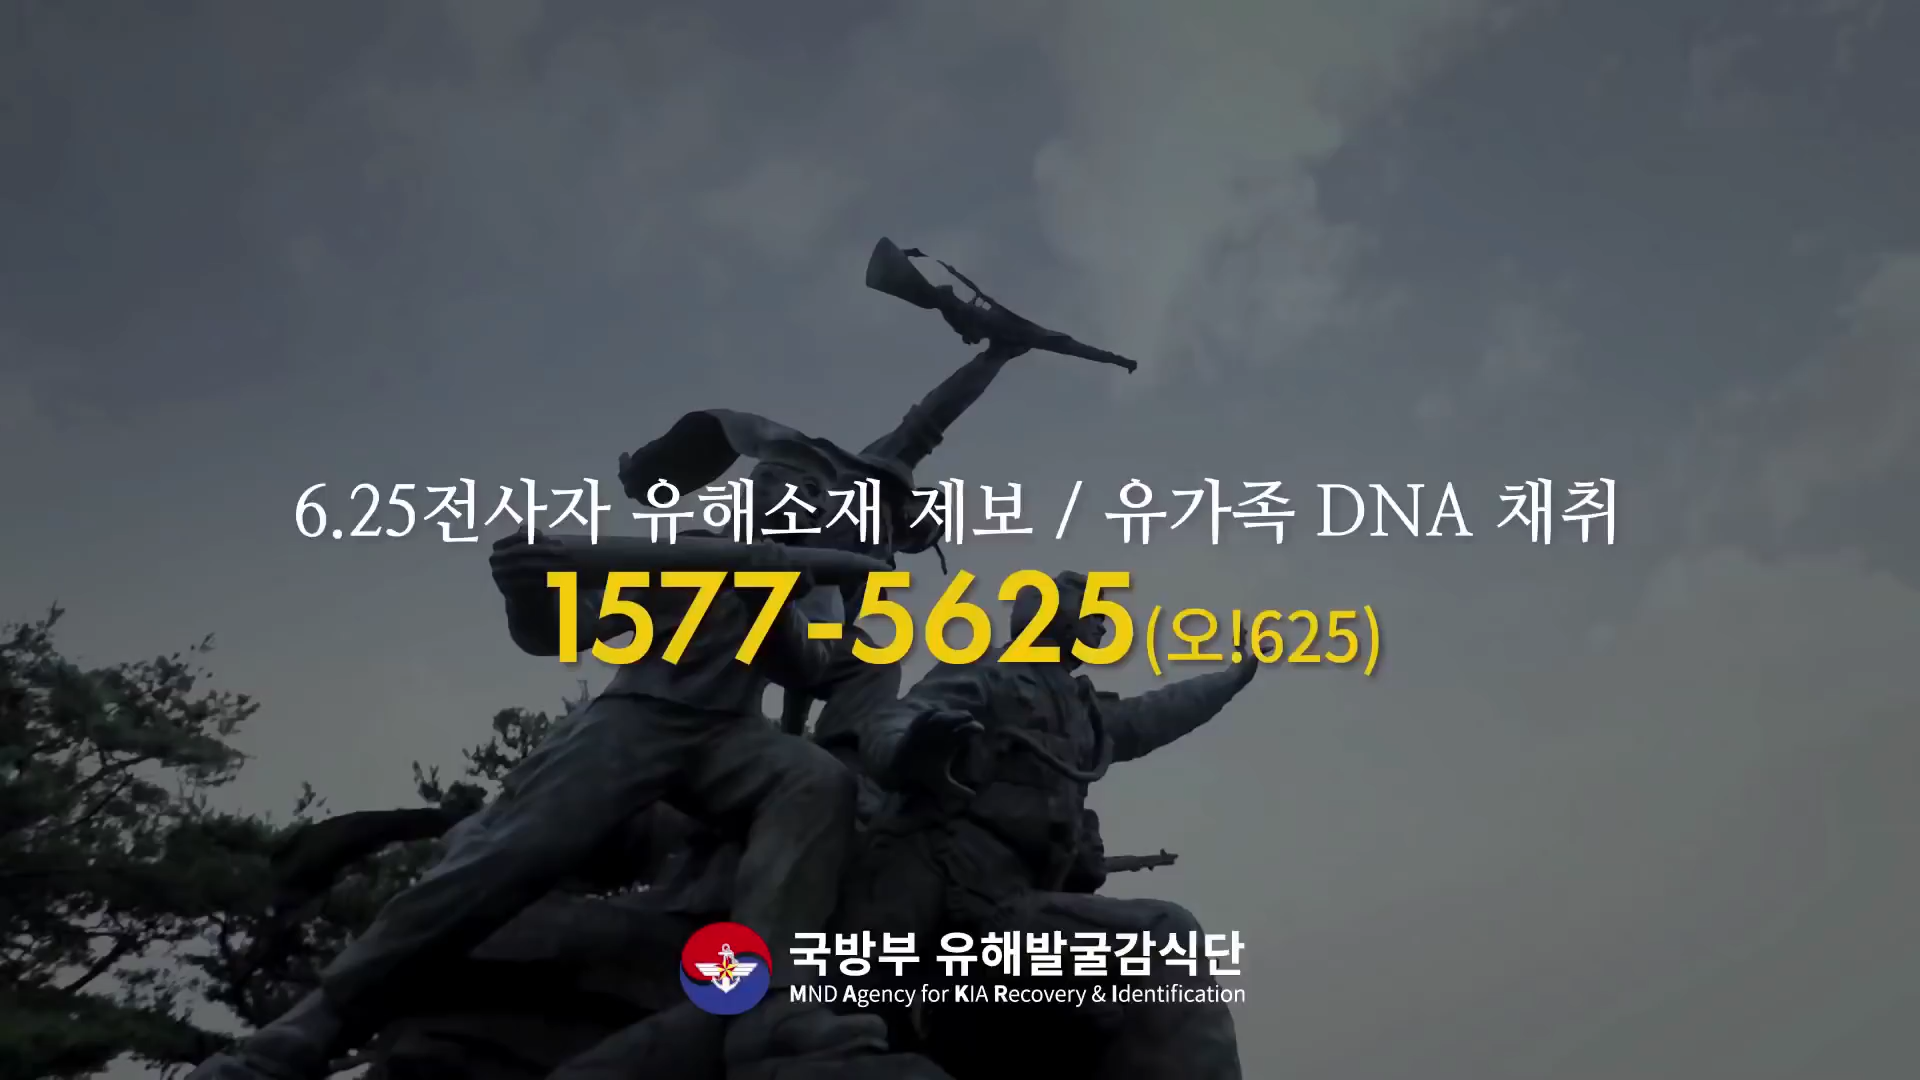 6.25전사자 유해소재 제보 / 유가족 DNA 채취
1577-5625(오!625)
국방부 유해발굴감식단
MND Agency for KIA Recovery & Identification